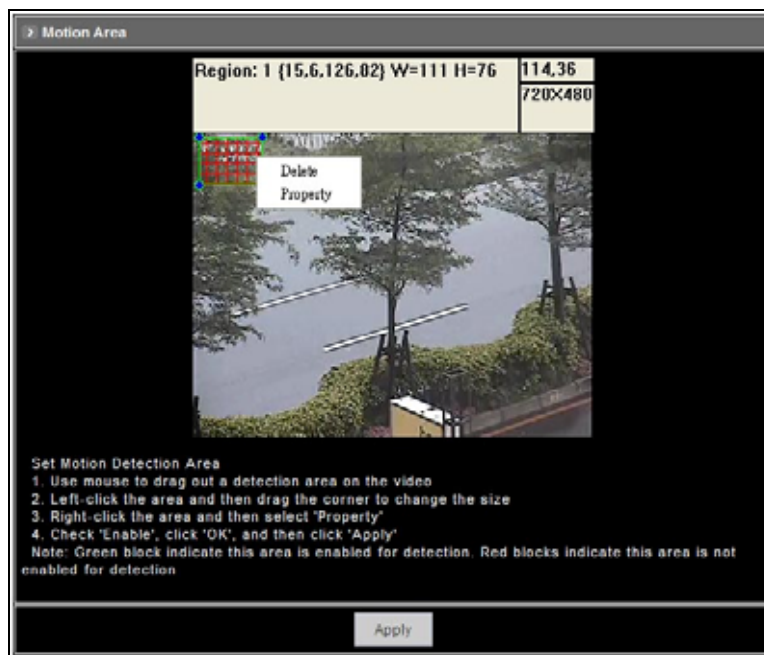 Motion Area
Region: 1 {15,6,126,82} W=111 H=76
114,36
720X480
Delete
Property
Set Motion Detection Area
1. Use mouse to drag out a detection area on the video
2. Left-click the area and then drag the corner to change the size
3. Right-click the area and then select "Property"
4. Check 'Enable', click 'OK', and then click 'Apply'
Note: Green block indicate this area is enabled for detection. Red blocks indicate this area is not
enabled for detection
Apply